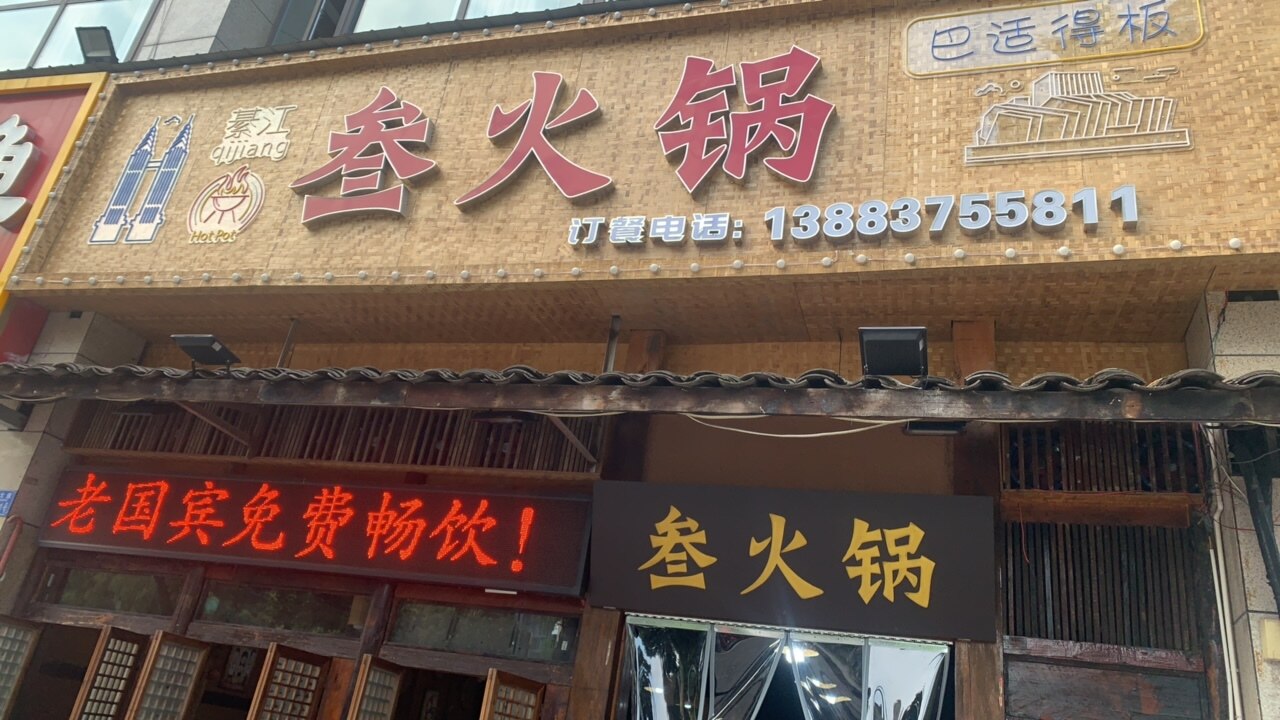 巴适得板
綦江
qijiang
叁火锅
HotPot
订餐电话：13883755811
老国宾免费畅饮！
叁火锅